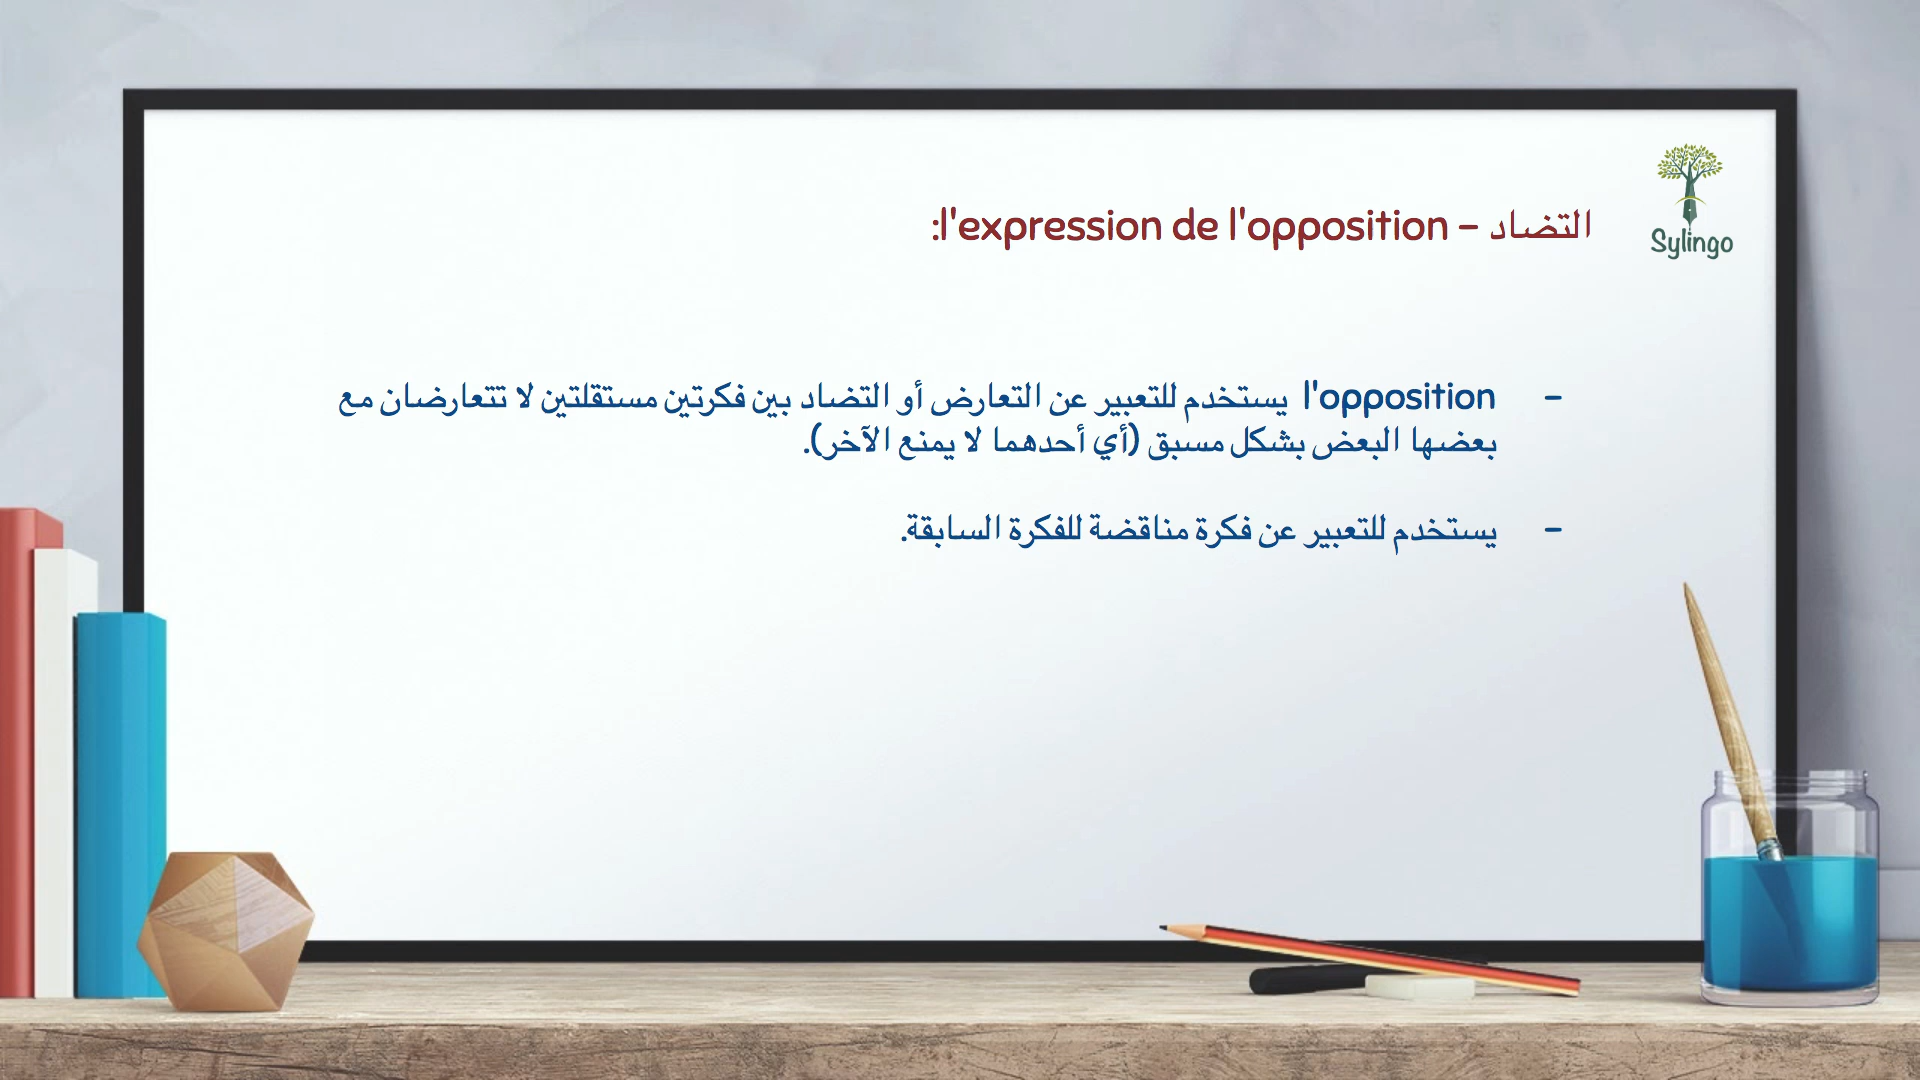 Sylingo
التضاد – l'expression de l'opposition:
- l'opposition يستخدم للتعبير عن التعارض أو التضاد بين فكرتين مستقلتين لا تتعارضان مع
بعضها البعض بشكل مسبق (أي أحدهما لا يمنع الآخر).
- يستخدم للتعبير عن فكرة مناقضة للفكرة السابقة.